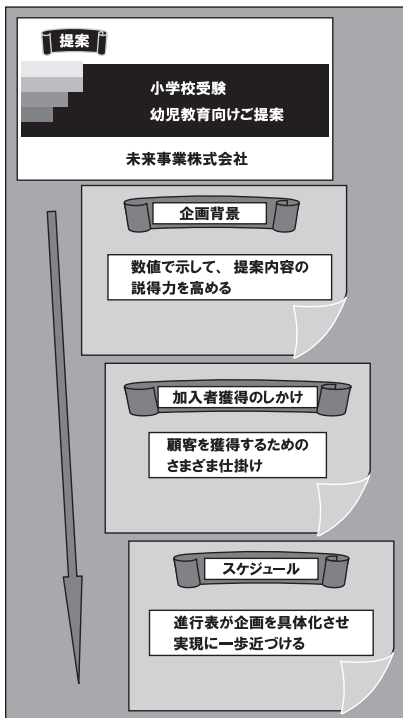 提案
小学校受験
幼児教育向けご提案
未来事業株式会社
企画背景
数値で示して、提案内容の
説得力を高める
加入者獲得のしかけ
顧客を獲得するための
さまざま仕掛け
スケジュール
進行表が企画を具体化させ
実現に一歩近づける